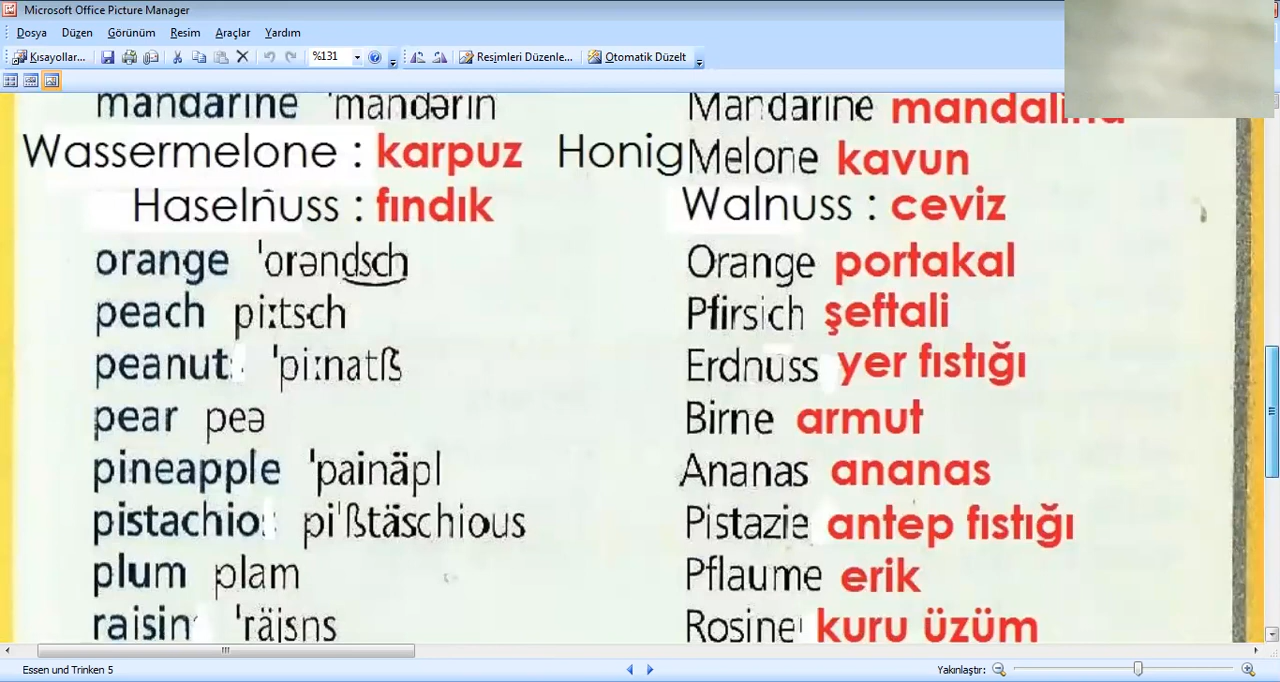 Microsoft Office Picture Manager
Dosya Düzen Görünüm Resim Araçlar Yardım
Kısayollar... %131 Resimleri Düzenle... Otomatik Düzelt
mandarine 'mandərin Mandarine
Wassermelone : karpuz Honig Melone kavun
Haselnuss : fındık Walnuss : ceviz
orange 'orəndsch Orange portakal
peach pi:tsch Pfirsich şeftali
peanut 'pi:natß Erdnuss yer fıstığı
pear peə Birne armut
pineapple 'painäpl Ananas ananas
pistachio pi'ßtäschious Pistazie antep fıstığı
plum plam Pflaume erik
raisin 'räisns Rosine kuru üzüm
Essen und Trinken 5 Yakınlaştır: